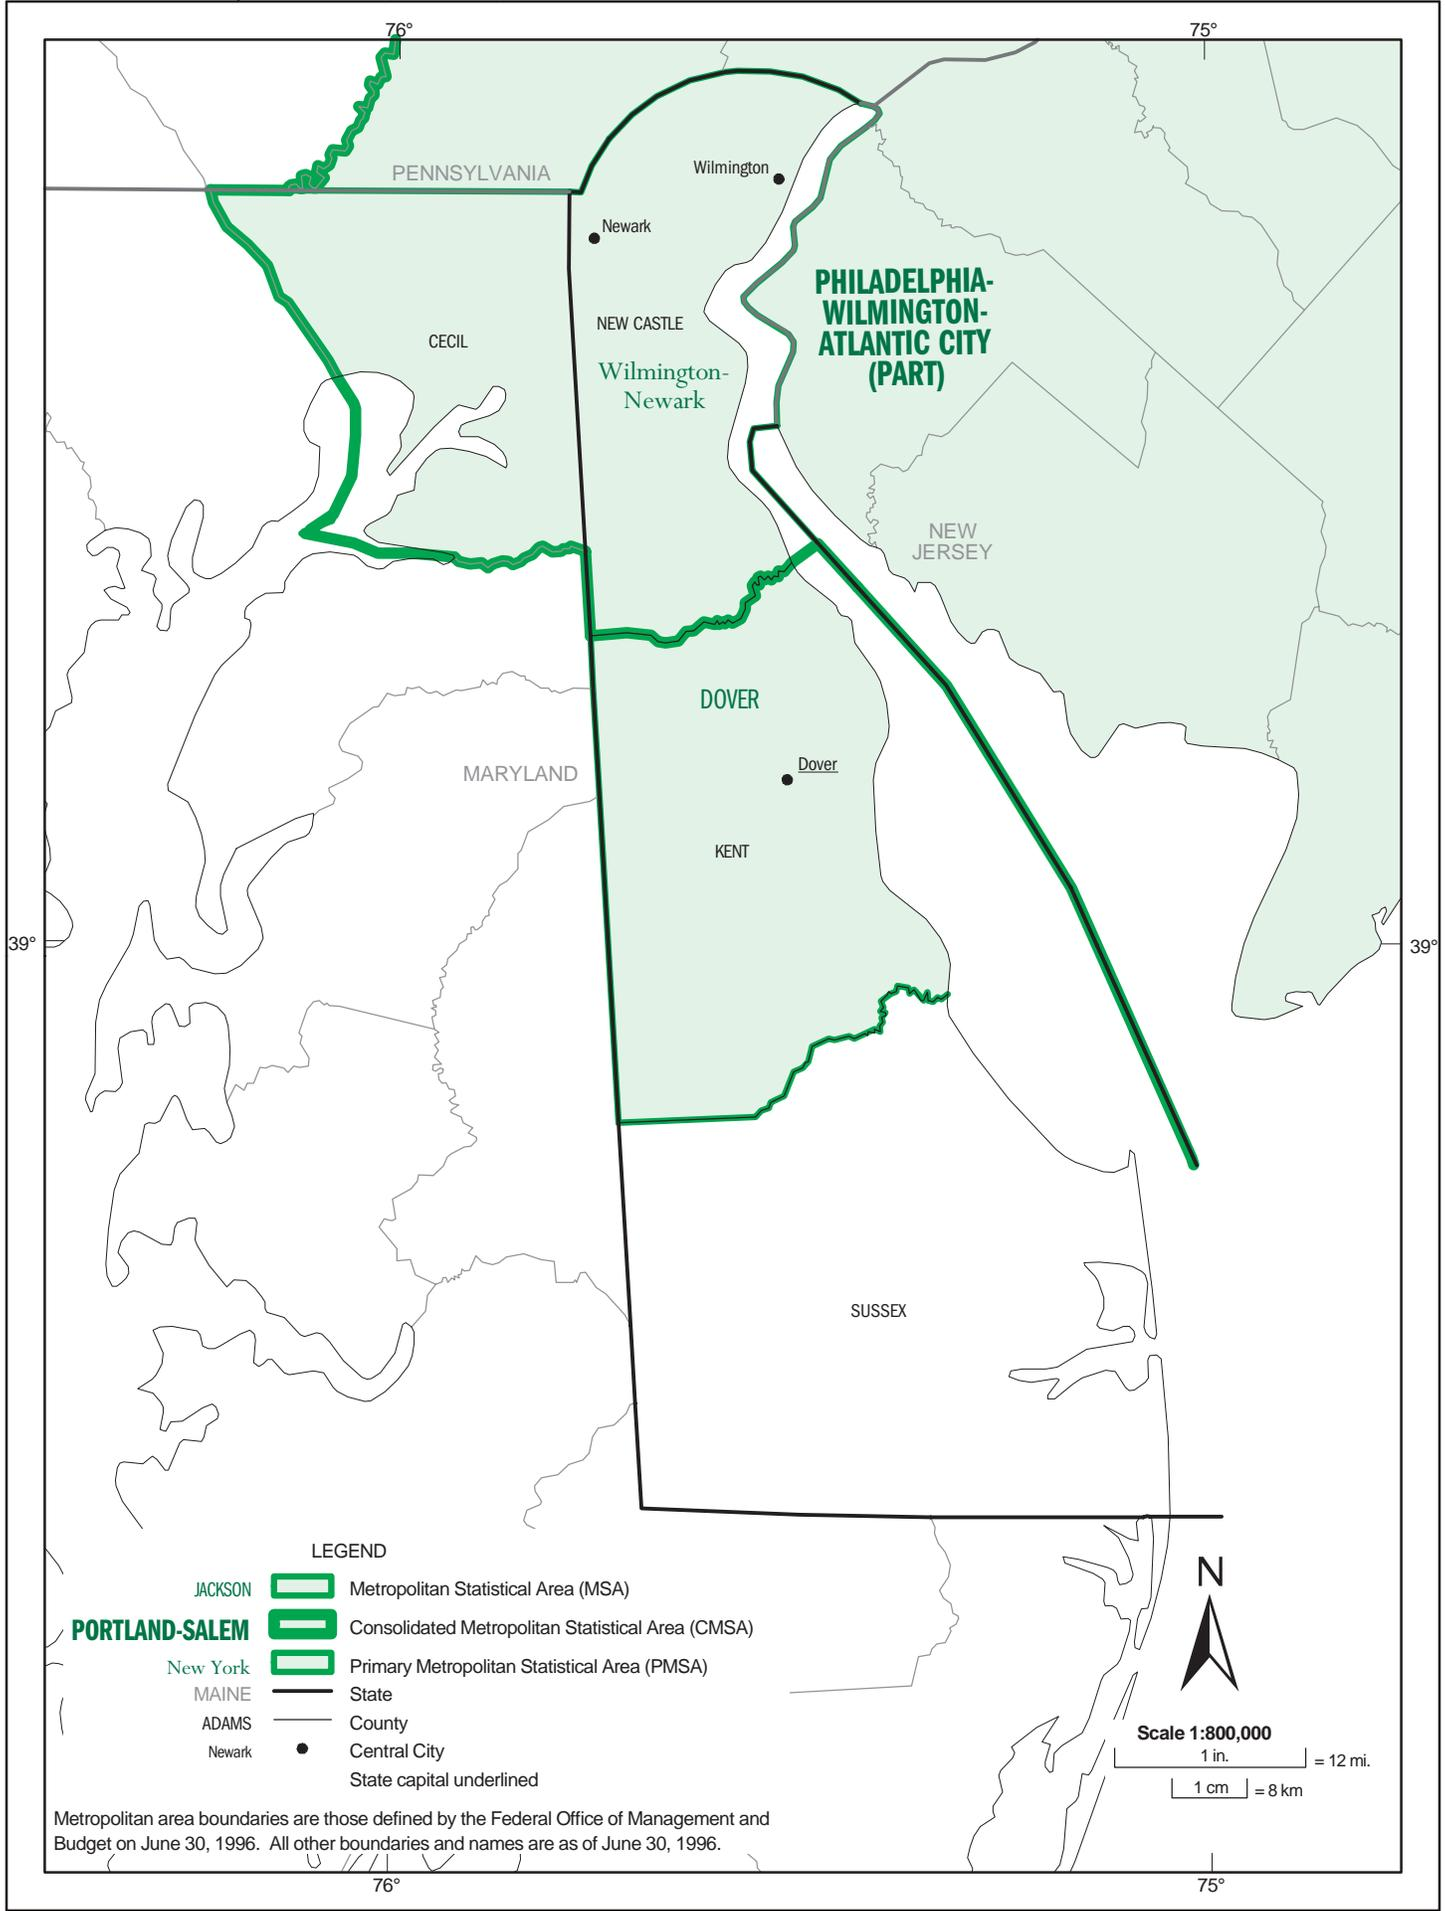 76°
75°
PENNSYLVANIA
Wilmington
Newark
PHILADELPHIA-
WILMINGTON-
ATLANTIC CITY
(PART)
NEW CASTLE
CECIL
Wilmington-
Newark
NEW
JERSEY
DOVER
Dover
MARYLAND
KENT
39°
39°
SUSSEX
LEGEND
JACKSON Metropolitan Statistical Area (MSA)
PORTLAND-SALEM Consolidated Metropolitan Statistical Area (CMSA)
New York Primary Metropolitan Statistical Area (PMSA)
MAINE State
ADAMS County
Newark Central City
State capital underlined
N
Scale 1:800,000
1 in. = 12 mi.
1 cm = 8 km
Metropolitan area boundaries are those defined by the Federal Office of Management and
Budget on June 30, 1996. All other boundaries and names are as of June 30, 1996.
76°
75°